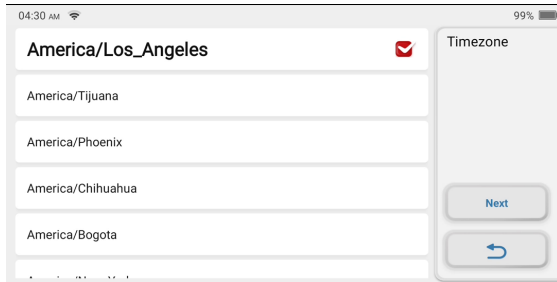 04:30 AM
99%
America/Los_Angeles
Timezone
America/Tijuana
America/Phoenix
America/Chihuahua
Next
America/Bogota